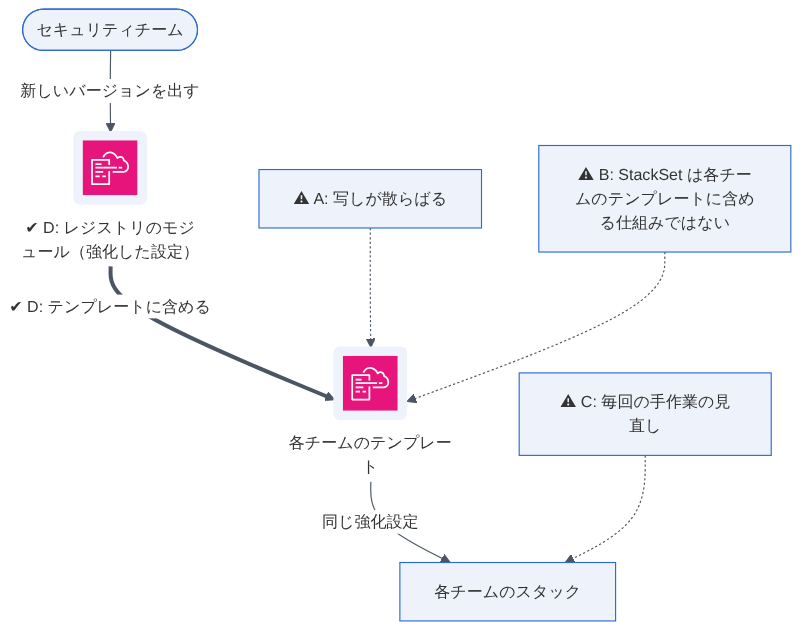 セキュリティチーム
新しいバージョンを出す
✔ D: レジストリのモジ
ュール（強化した設定）
✔ D: テンプレートに含める
⚠ A: 写しが散らばる
⚠ B: StackSet は各チー
ムのテンプレートに含め
る仕組みではない
各チームのテンプレー
ト
⚠ C: 毎回の手作業の見
直し
同じ強化設定
各チームのスタック